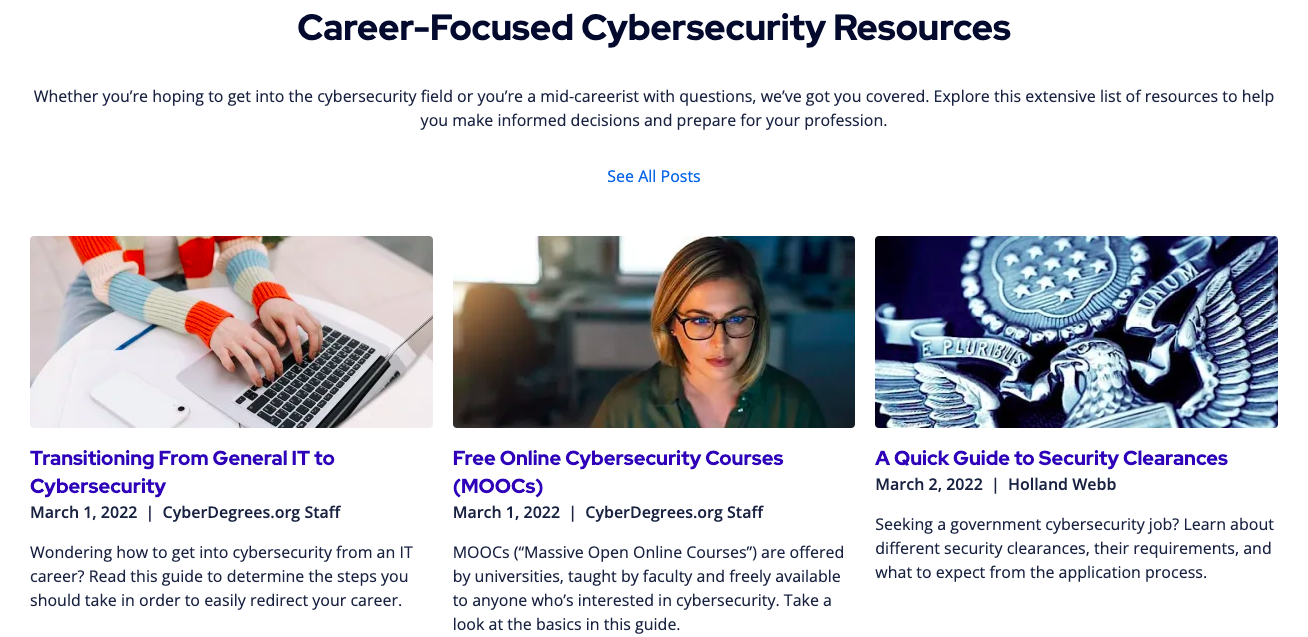 Career-Focused Cybersecurity Resources
Whether you’re hoping to get into the cybersecurity field or you’re a mid-careerist with questions, we’ve got you covered. Explore this extensive list of resources to help
you make informed decisions and prepare for your profession.
See All Posts
E PLURIBUS
UNUM
Transitioning From General IT to
Cybersecurity
March 1, 2022 | CyberDegrees.org Staff
Wondering how to get into cybersecurity from an IT
career? Read this guide to determine the steps you
should take in order to easily redirect your career.
Free Online Cybersecurity Courses
(MOOCs)
March 1, 2022 | CyberDegrees.org Staff
MOOCs (“Massive Open Online Courses”) are offered
by universities, taught by faculty and freely available
to anyone who’s interested in cybersecurity. Take a
look at the basics in this guide.
A Quick Guide to Security Clearances
March 2, 2022 | Holland Webb
Seeking a government cybersecurity job? Learn about
different security clearances, their requirements, and
what to expect from the application process.